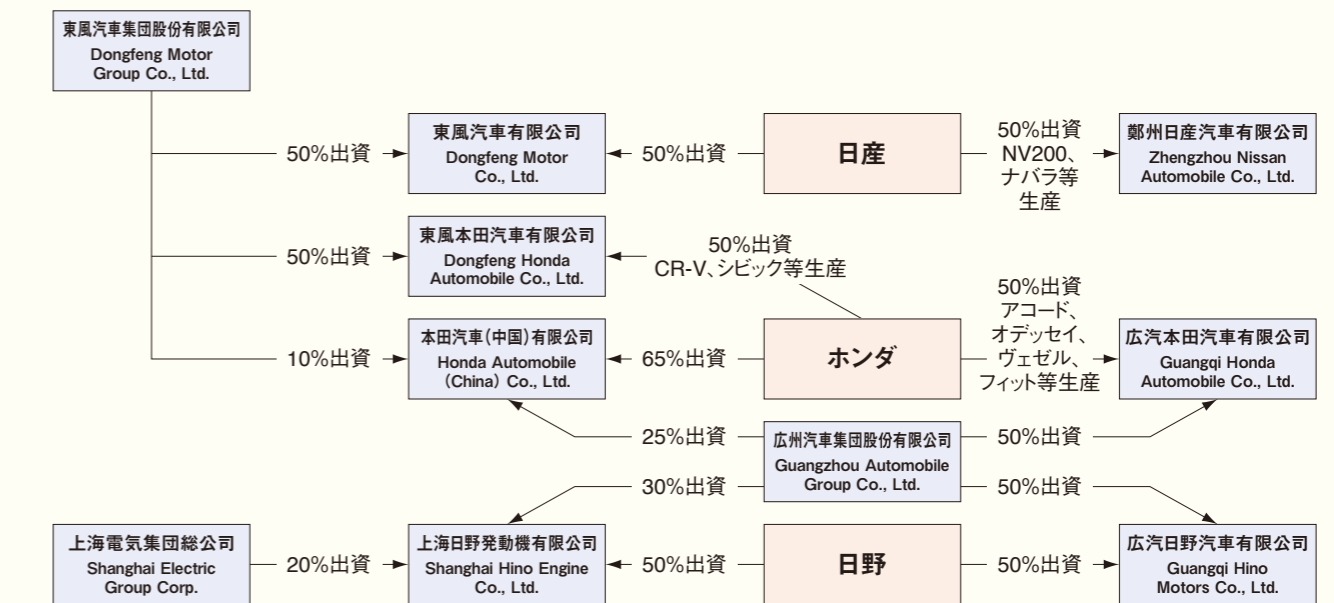 東風汽車集団股份有限公司
Dongfeng Motor
Group Co., Ltd.
50%出資
東風汽車有限公司
Dongfeng Motor
Co., Ltd.
50%出資
日産
50%出資
NV200、
ナバラ等
生産
鄭州日産汽車有限公司
Zhengzhou Nissan
Automobile Co., Ltd.
50%出資
東風本田汽車有限公司
Dongfeng Honda
Automobile Co., Ltd.
50%出資
CR-V、シビック等生産
10%出資
本田汽車（中国）有限公司
Honda Automobile
（China）Co., Ltd.
65%出資
ホンダ
50%出資
アコード、
オデッセイ、
ヴェゼル、
フィット等生産
広汽本田汽車有限公司
Guangqi Honda
Automobile Co., Ltd.
25%出資
広州汽車集団股份有限公司
Guangzhou Automobile
Group Co., Ltd.
50%出資
30%出資
50%出資
上海電気集団総公司
Shanghai Electric
Group Corp.
20%出資
上海日野発動機有限公司
Shanghai Hino Engine
Co., Ltd.
50%出資
日野
50%出資
広汽日野汽車有限公司
Guangqi Hino
Motors Co., Ltd.